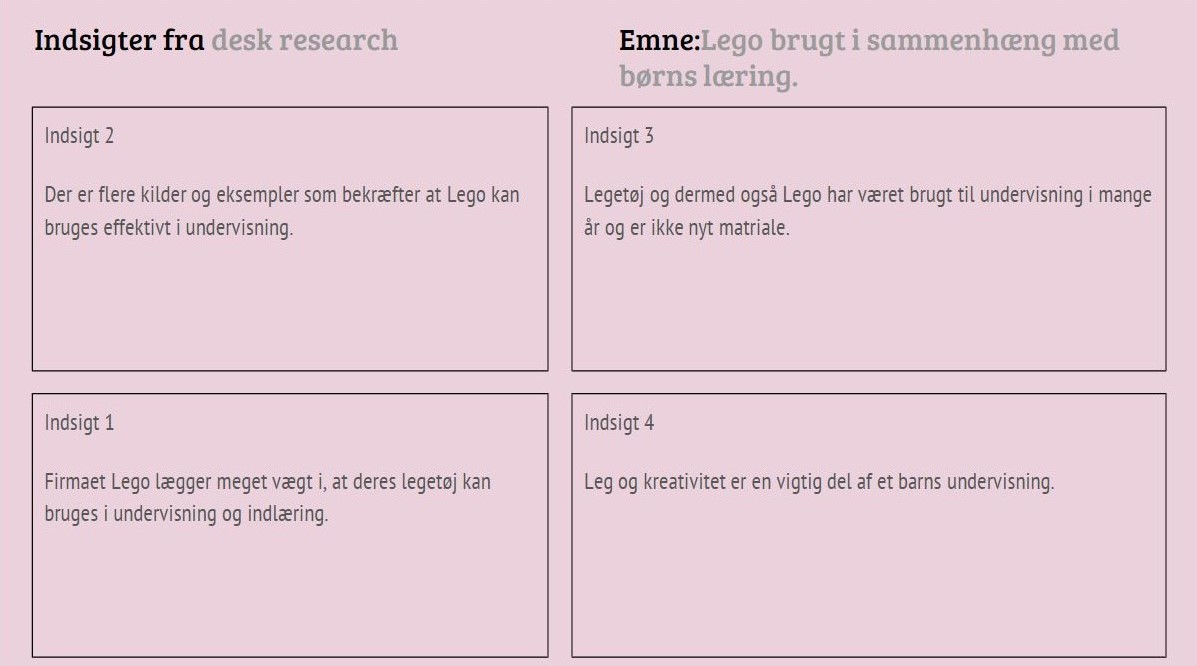 Indsigter fra desk research
Emne:Lego brugt i sammenhæng med
børns læring.
Indsigt 2
Der er flere kilder og eksempler som bekræfter at Lego kan
bruges effektivt i undervisning.
Indsigt 3
Legetøj og dermed også Lego har været brugt til undervisning i mange
år og er ikke nyt matriale.
Indsigt 1
Firmaet Lego lægger meget vægt i, at deres legetøj kan
bruges i undervisning og indlæring.
Indsigt 4
Leg og kreativitet er en vigtig del af et barns undervisning.